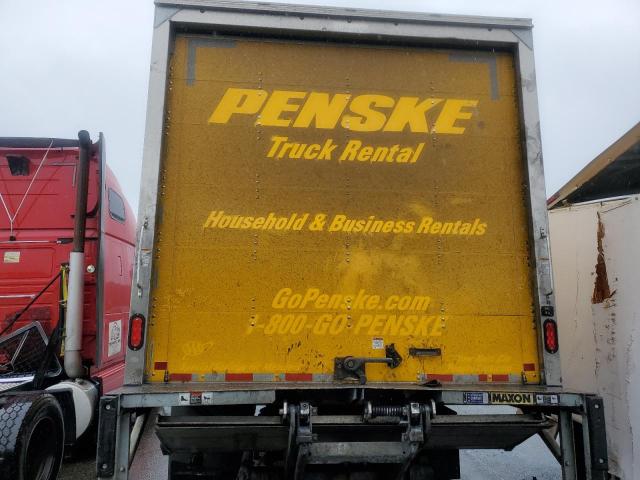 PENSKE
Truck Rental
Household & Business Rentals
GoPenske.com
1-800-GO PENSKE
MAXON